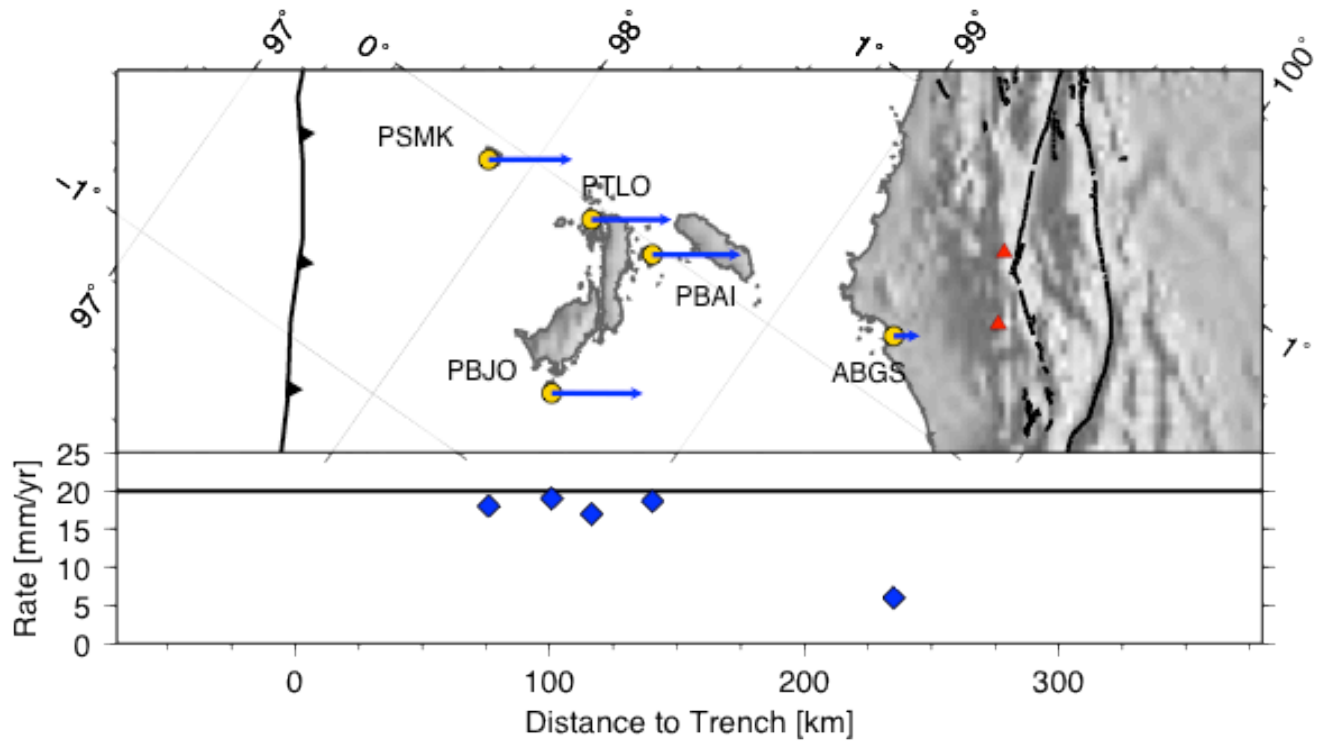 97° 0° 98° 1° 99° 100°
PSMK
PTLO
-1°
PBAI
97°
1°
PBJO
ABGS
25
20
15
10
5
0
Rate [mm/yr]
0 100 200 300
Distance to Trench [km]